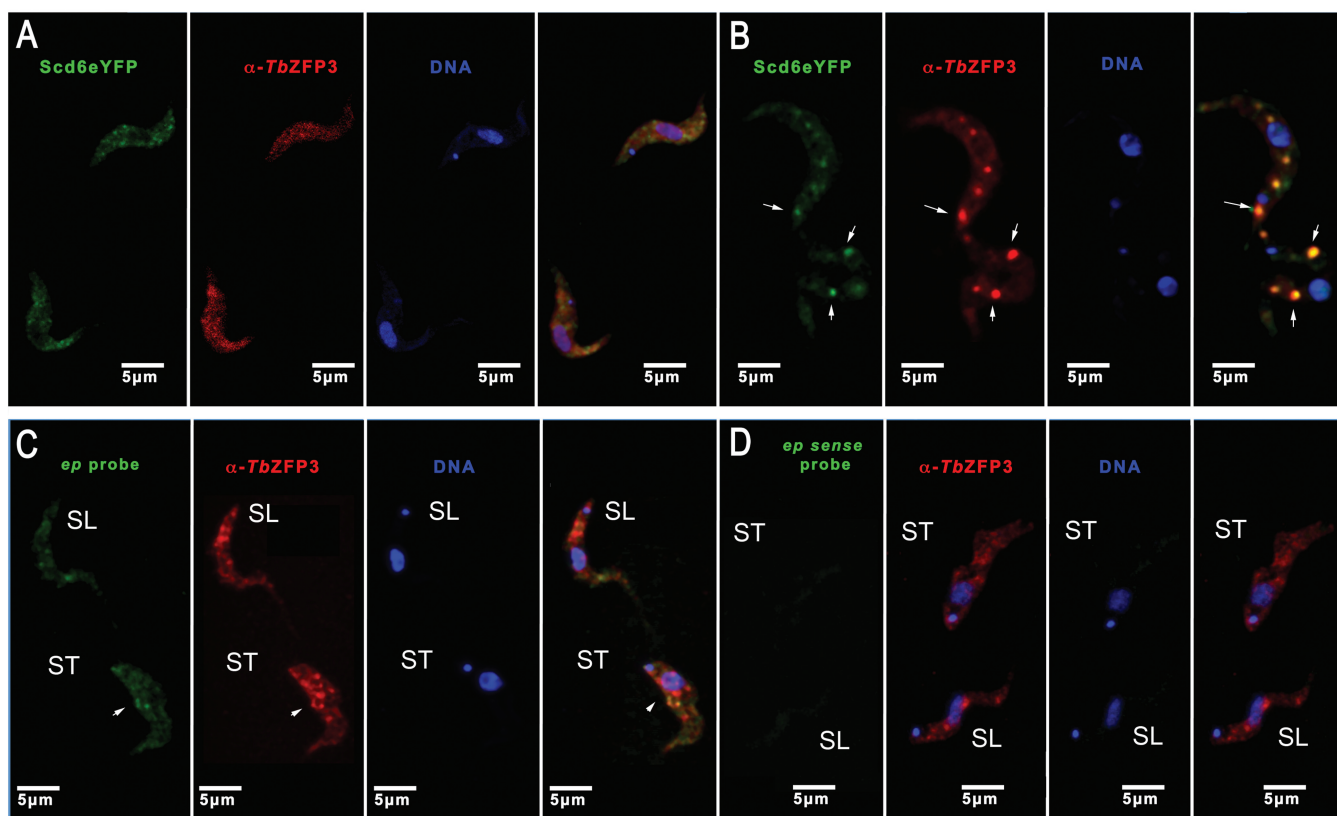 A
Scd6eYFP
α-TbZFP3
DNA
5µm
5µm
5µm
5µm
B
Scd6eYFP
α-TbZFP3
DNA
5µm
5µm
5µm
5µm
C
ep probe
α-TbZFP3
DNA
SL
SL
SL
SL
ST
ST
ST
ST
5µm
5µm
5µm
5µm
D
ep sense
probe
α-TbZFP3
DNA
ST
ST
ST
ST
SL
SL
SL
SL
5µm
5µm
5µm
5µm